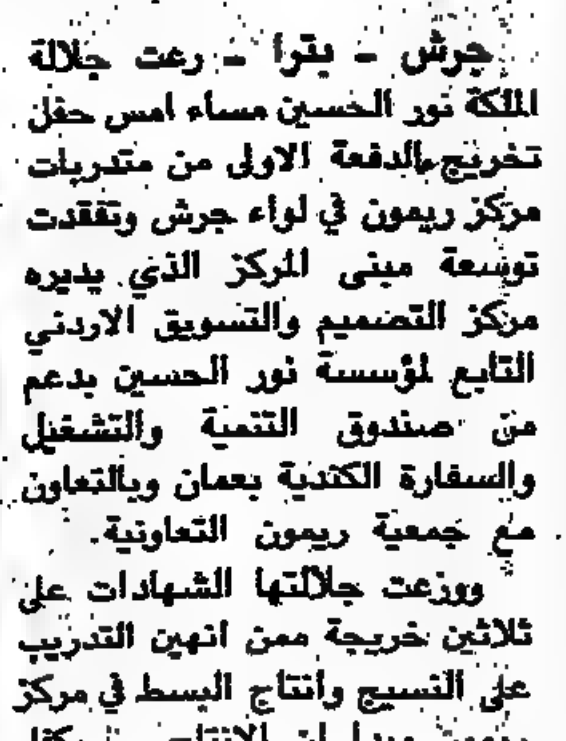 جرش - بترا - رعت جلالة
الملكة نور الحسين مساء امس حفل
تخريج الدفعة الاولى من متدربات
مركز ريمون في لواء جرش وتفقدت
توسعة مبنى المركز الذي يديره
مركز التصميم والتسويق الاردني
التابع لمؤسسة نور الحسين بدعم
من صندوق التنمية والتشغيل
والسفارة الكندية بعمان وبالتعاون
مع جمعية ريمون التعاونية.
ووزعت جلالتها الشهادات على
ثلاثين خريجة ممن انهين التدريب
على النسيج وانتاج البسط في مركز